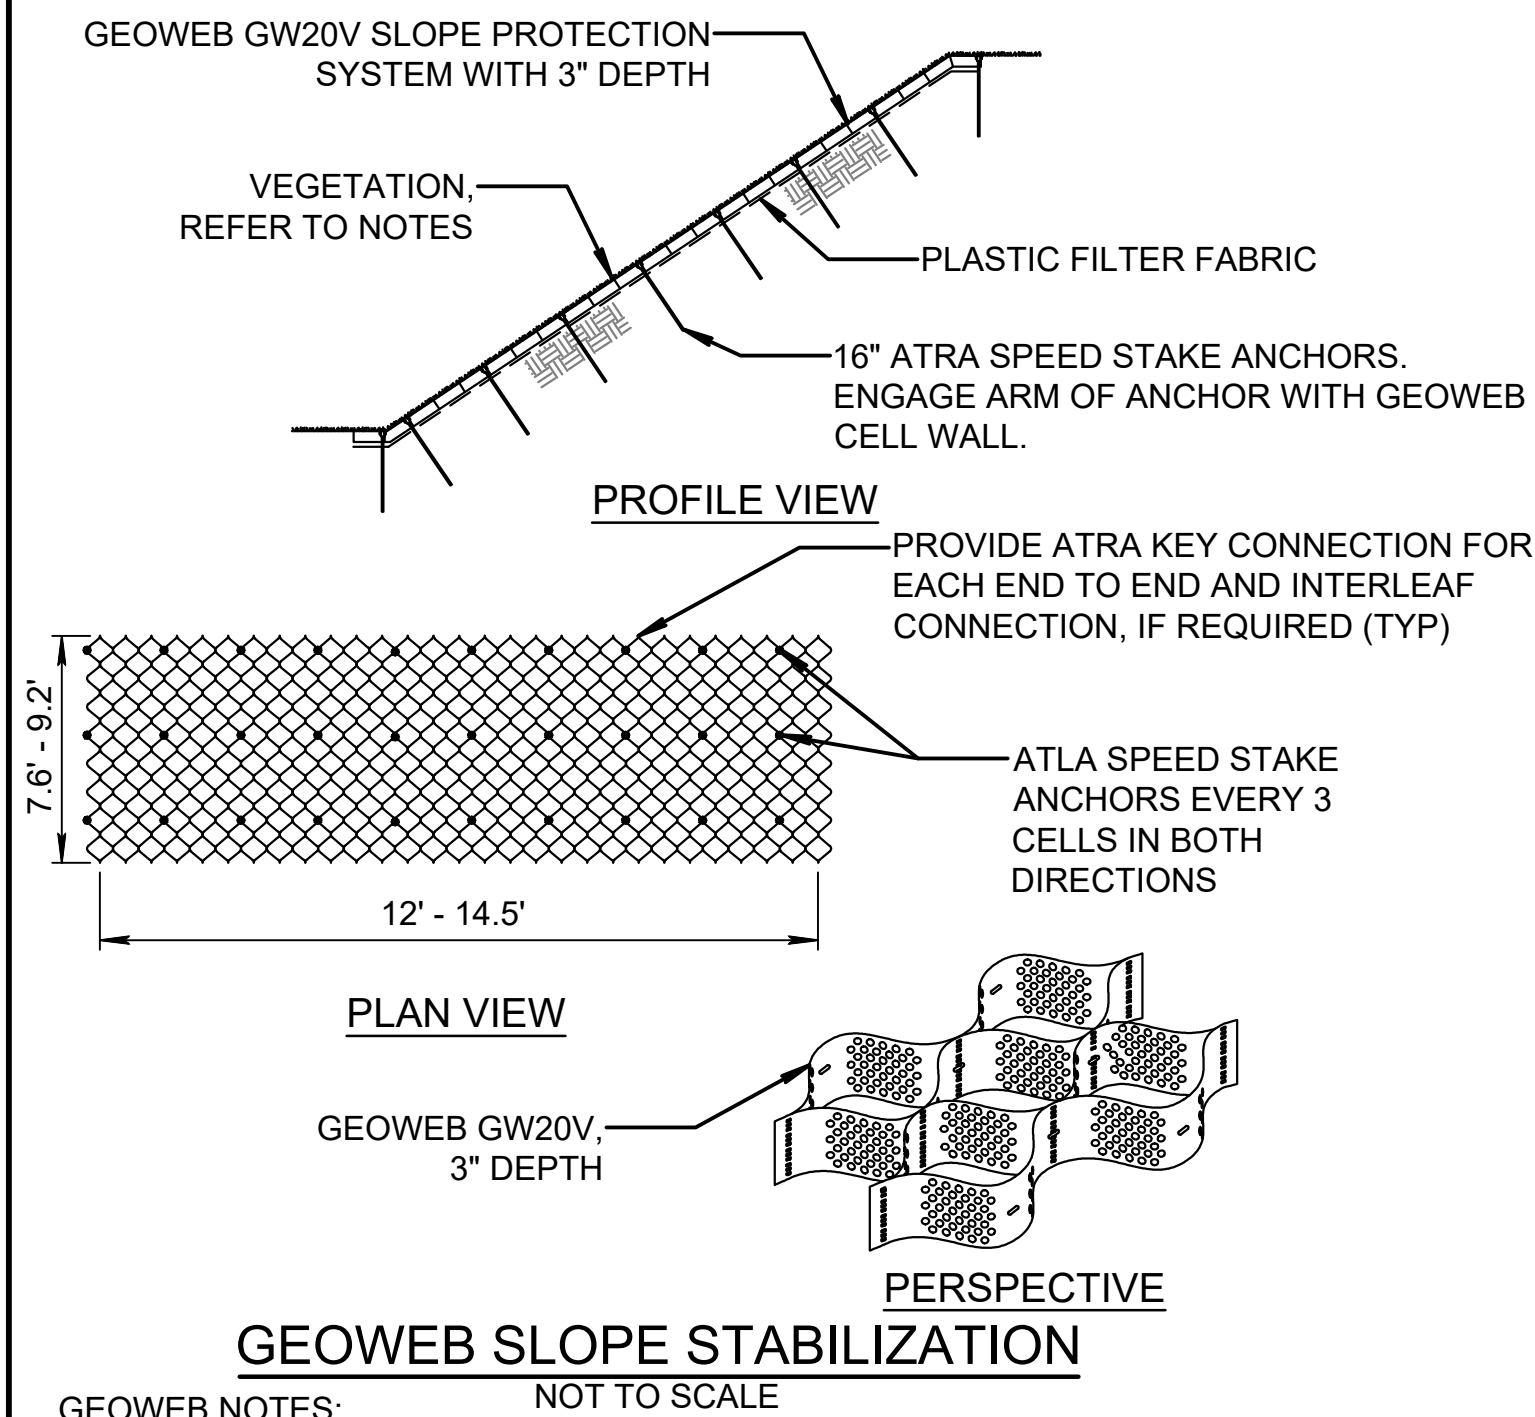 GEOWEB GW20V SLOPE PROTECTION
SYSTEM WITH 3" DEPTH
VEGETATION,
REFER TO NOTES
PLASTIC FILTER FABRIC
16" ATRA SPEED STAKE ANCHORS.
ENGAGE ARM OF ANCHOR WITH GEOWEB
CELL WALL.
PROFILE VIEW
PROVIDE ATRA KEY CONNECTION FOR
EACH END TO END AND INTERLEAF
CONNECTION, IF REQUIRED (TYP)
7.6' - 9.2'
ATLA SPEED STAKE
ANCHORS EVERY 3
CELLS IN BOTH
DIRECTIONS
12' - 14.5'
PLAN VIEW
GEOWEB GW20V,
3" DEPTH
PERSPECTIVE
GEOWEB SLOPE STABILIZATION
NOT TO SCALE
GEOWEB NOTES: